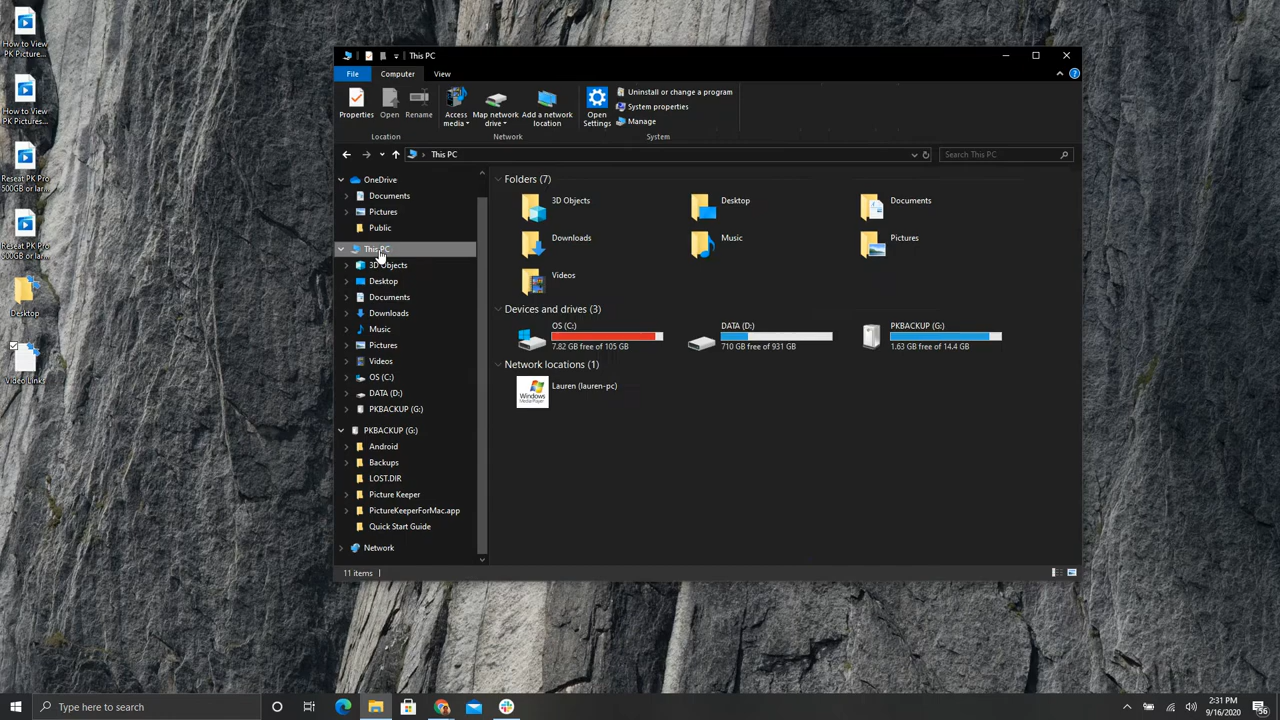 How to View
PK Picture...
How to View
PK Pictures...
Reseat PK Pro
500GB or lar...
Reseat PK Pro
500GB or lar...
Desktop
Video Links
This PC
File
Computer
View
Properties
Open
Rename
Access
media
Map network
drive
Add a network
location
Open
Settings
Uninstall or change a program
System properties
Manage
Location
Network
System
This PC
Search This PC
OneDrive
Documents
Pictures
Public
This PC
3D Objects
Desktop
Documents
Downloads
Music
Pictures
Videos
OS (C:)
DATA (D:)
PKBACKUP (G:)
PKBACKUP (G:)
Android
Backups
LOST.DIR
Picture Keeper
PictureKeeperForMac.app
Quick Start Guide
Network
Folders (7)
3D Objects
Desktop
Documents
Downloads
Music
Pictures
Videos
Devices and drives (3)
OS (C:)
7.82 GB free of 105 GB
DATA (D:)
710 GB free of 931 GB
PKBACKUP (G:)
1.63 GB free of 14.4 GB
Network locations (1)
Windows
MediaPlayer
Lauren (lauren-pc)
11 items
Type here to search
2:31 PM
9/16/2020
56